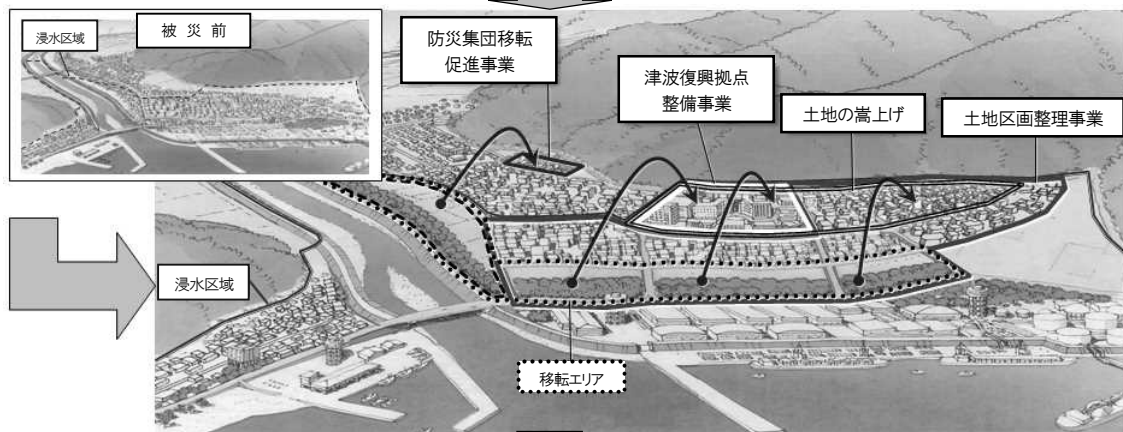 浸水区域
被災前
防災集団移転
促進事業
津波復興拠点
整備事業
土地の嵩上げ
土地区画整理事業
浸水区域
移転エリア